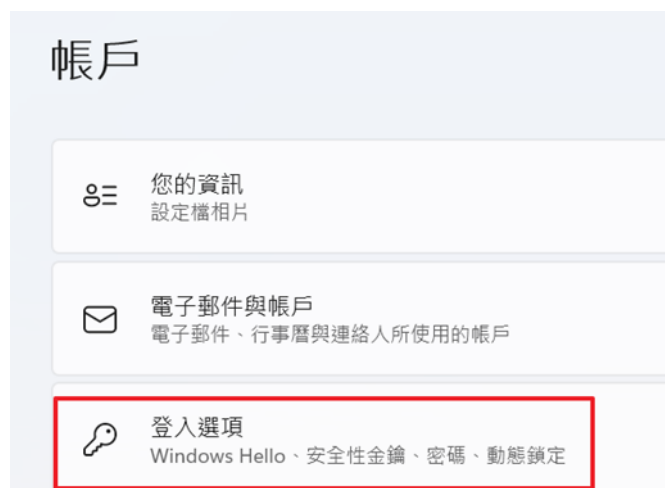 帳戶
您的資訊
設定檔相片
電子郵件與帳戶
電子郵件、行事曆與連絡人所使用的帳戶
登入選項
Windows Hello、安全性金鑰、密碼、動態鎖定